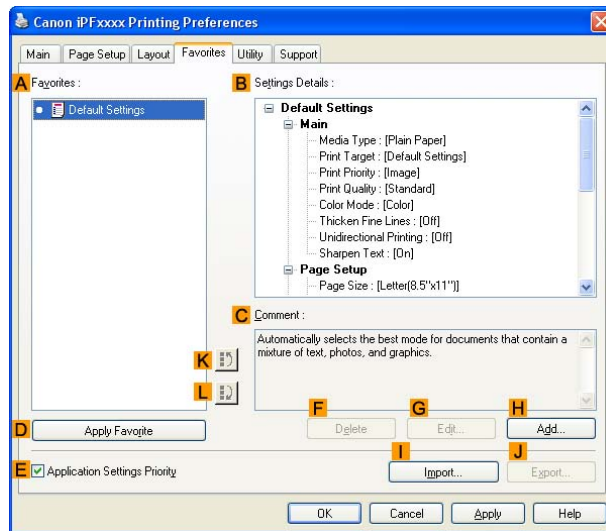 Canon iPFxxxx Printing Preferences
Main Page Setup Layout Favorites Utility Support
A Favorites :
Default Settings
B Settings Details :
Default Settings
Main
Media Type : [Plain Paper]
Print Target : [Default Settings]
Print Priority : [Image]
Print Quality : [Standard]
Color Mode : [Color]
Thicken Fine Lines : [Off]
Unidirectional Printing : [Off]
Sharpen Text : [On]
Page Setup
Page Size : [Letter(8.5"x11")]
C Comment :
Automatically selects the best mode for documents that contain a
mixture of text, photos, and graphics.
K
L
D Apply Favorite
F Delete
G Edit...
H Add...
E Application Settings Priority
I Import...
J Export...
OK Cancel Apply Help